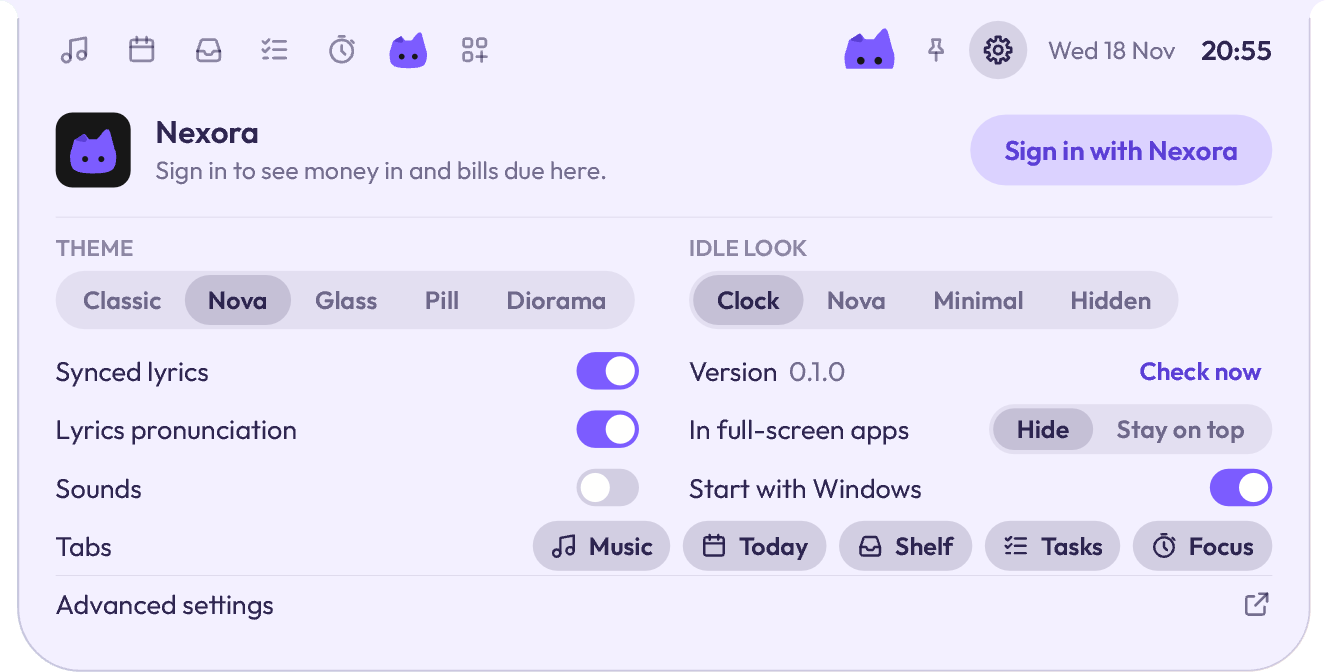 Wed 18 Nov 20:55
Nexora
Sign in to see money in and bills due here.
Sign in with Nexora
THEME
Classic Nova Glass Pill Diorama
IDLE LOOK
Clock Nova Minimal Hidden
Synced lyrics
Version 0.1.0 Check now
Lyrics pronunciation
In full-screen apps Hide Stay on top
Sounds
Start with Windows
Tabs Music Today Shelf Tasks Focus
Advanced settings